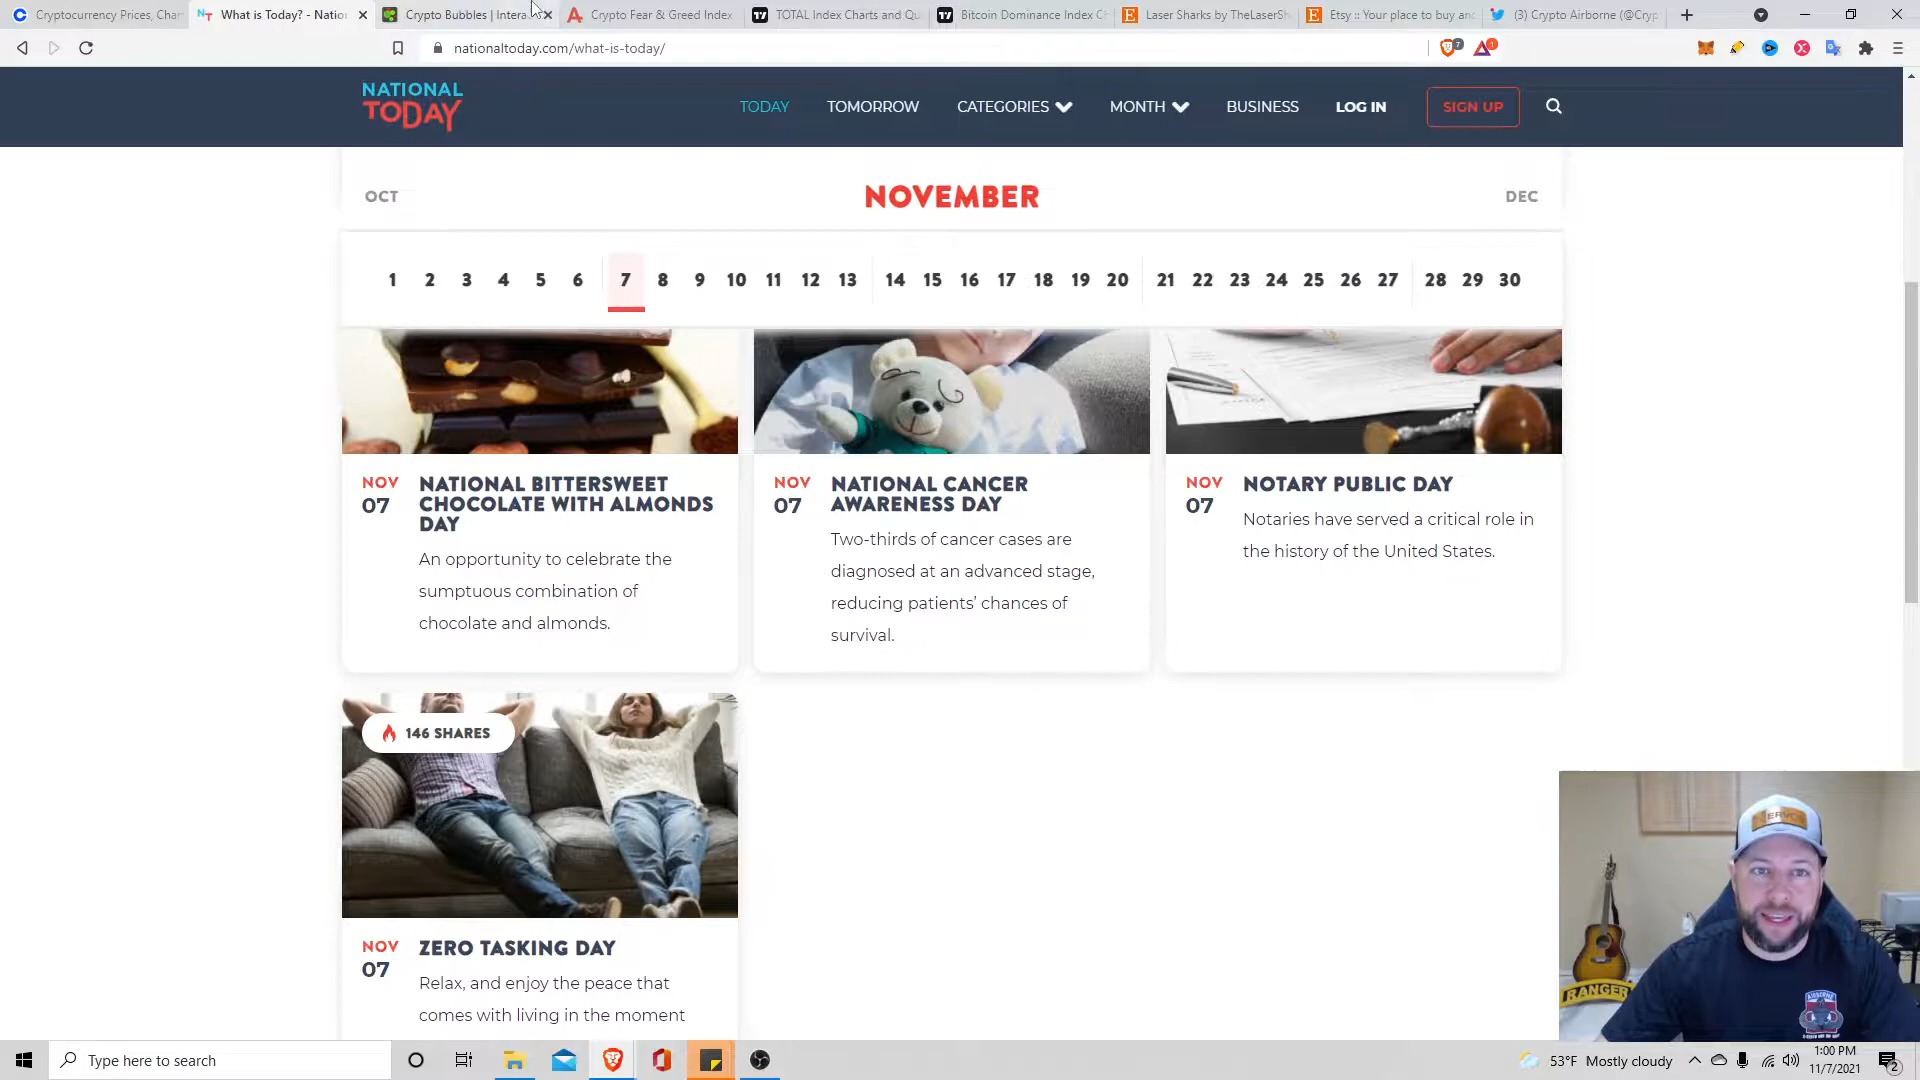 Cryptocurrency Prices, Char
What is Today? - Natio
Crypto Bubbles | Intera
Crypto Fear & Greed Index
TOTAL Index Charts and Qu
Bitcoin Dominance Index C
Laser Sharks by TheLaserSh
Etsy :: Your place to buy an
(3) Crypto Airborne (@Cryp
nationaltoday.com/what-is-today/
7
1
NATIONAL
TODAY
TODAY
TOMORROW
CATEGORIES
MONTH
BUSINESS
LOG IN
SIGN UP
OCT
NOVEMBER
DEC
1 2 3 4 5 6 7 8 9 10 11 12 13 14 15 16 17 18 19 20 21 22 23 24 25 26 27 28 29 30
NOV
07
NATIONAL BITTERSWEET
CHOCOLATE WITH ALMONDS
DAY
An opportunity to celebrate the
sumptuous combination of
chocolate and almonds.
NOV
07
NATIONAL CANCER
AWARENESS DAY
Two-thirds of cancer cases are
diagnosed at an advanced stage,
reducing patients’ chances of
survival.
NOV
07
NOTARY PUBLIC DAY
Notaries have served a critical role in
the history of the United States.
146 SHARES
NOV
07
ZERO TASKING DAY
Relax, and enjoy the peace that
comes with living in the moment
RANGER
AIRBORNE
Type here to search
53°F Mostly cloudy
1:00 PM
11/7/2021
2